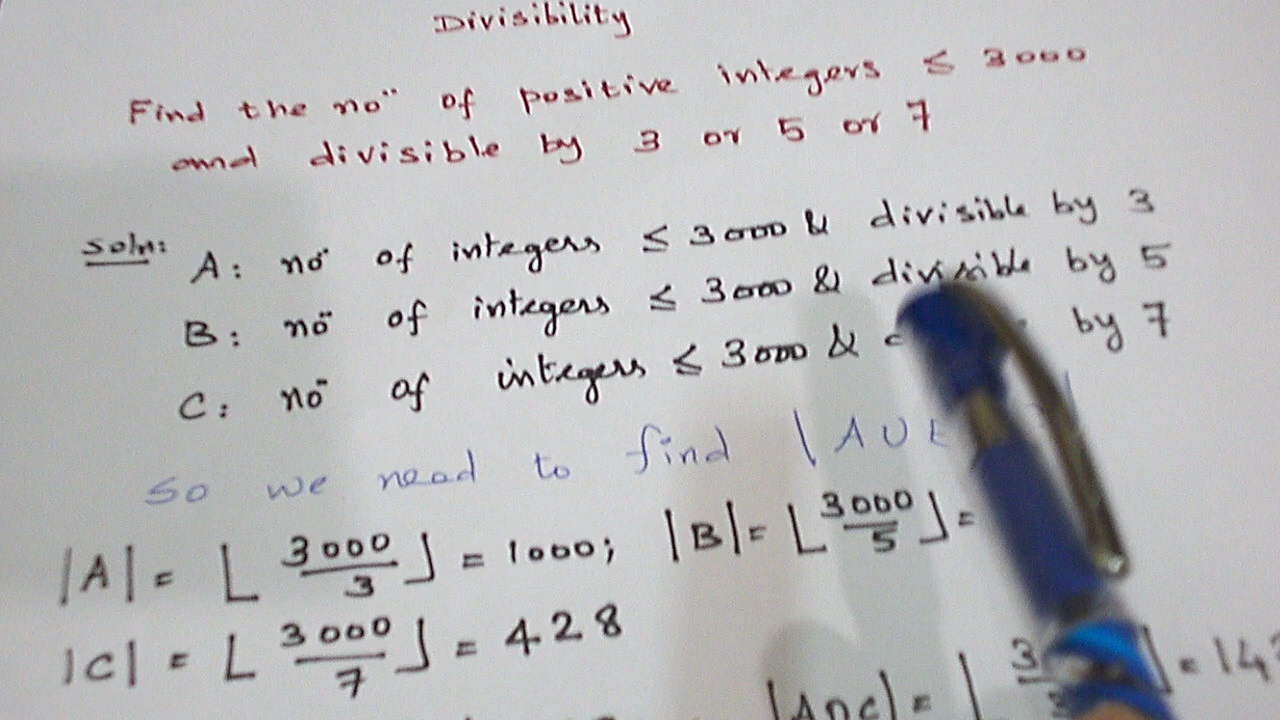 Divisibility
Find the no¨ of positive integers ≤ 3000
and divisible by 3 or 5 or 7
Soln: A: no¨ of integers ≤ 3000 & divisible by 3
B: no¨ of integers ≤ 3000 & divisible by 5
C: no¨ of integers ≤ 3000 & by 7
So we need to find |AU
|A| = ⌊3000/3⌋ = 1000; |B| = ⌊3000/5⌋ =
|C| = ⌊3000/7⌋ = 428
|A∩C| = ⌊